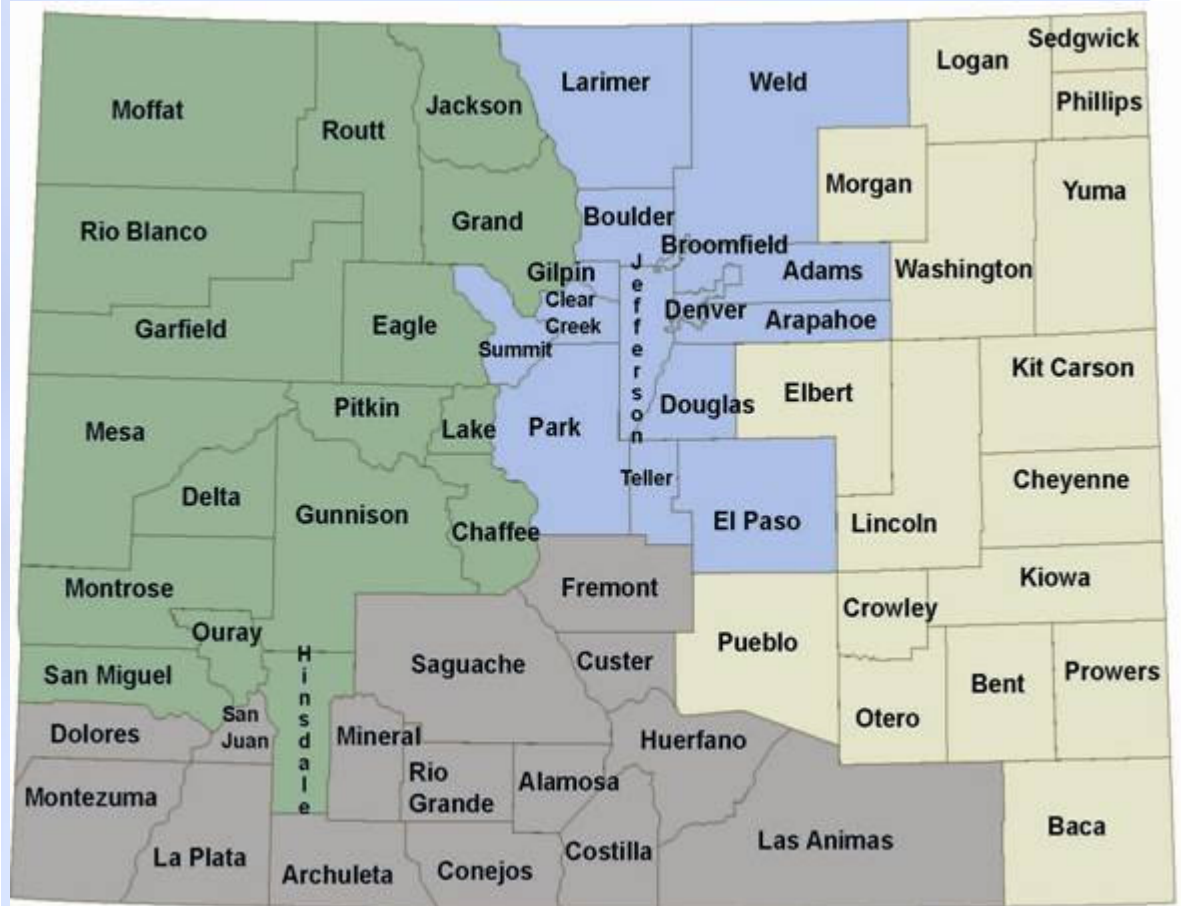 Sedgwick
Logan
Larimer
Weld
Phillips
Jackson
Moffat
Routt
Morgan
Yuma
Boulder
Grand
Rio Blanco
Broomfield
Gilpin
Adams
Washington
Clear
Creek
Jefferson
Denver
Arapahoe
Garfield
Eagle
Summit
Kit Carson
Elbert
Pitkin
Douglas
Mesa
Lake
Park
Teller
Cheyenne
Delta
Gunnison
Chaffee
El Paso
Lincoln
Kiowa
Montrose
Fremont
Crowley
Ouray
Pueblo
Hinsdale
Saguache
Custer
San Miguel
Bent
Prowers
San
Juan
Otero
Dolores
Mineral
Huerfano
Rio
Grande
Alamosa
Montezuma
Baca
Las Animas
La Plata
Costilla
Conejos
Archuleta